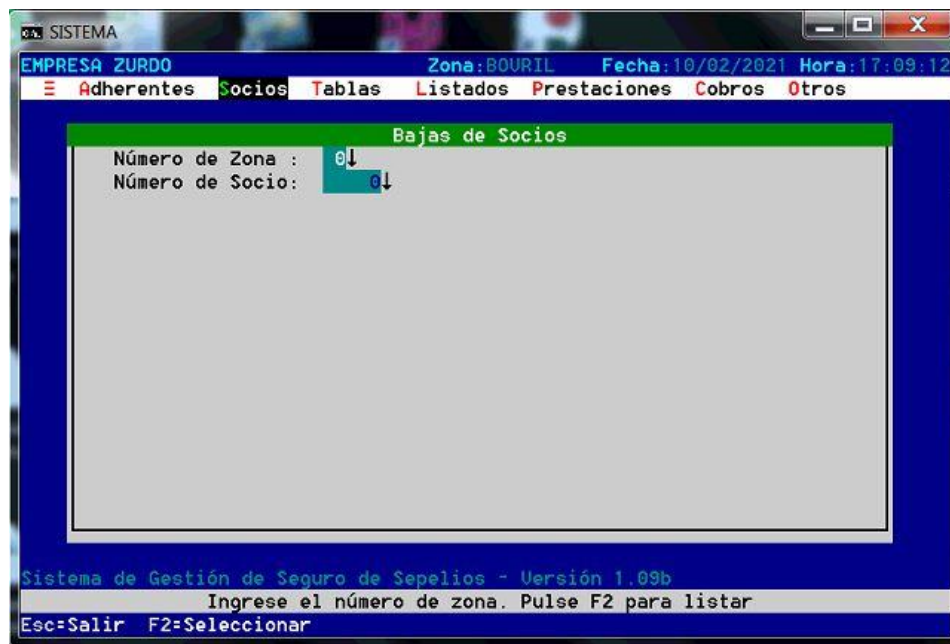 SISTEMA
EMPRESA ZURDO Zona:BOURIL Fecha:10/02/2021 Hora:17:09:12
Ξ Adherentes Socios Tablas Listados Prestaciones Cobros Otros
Bajas de Socios
Número de Zona : 0↓
Número de Socio: 0↓
Sistema de Gestión de Seguro de Sepelios - Versión 1.09b
Ingrese el número de zona. Pulse F2 para listar
Esc=Salir F2=Seleccionar